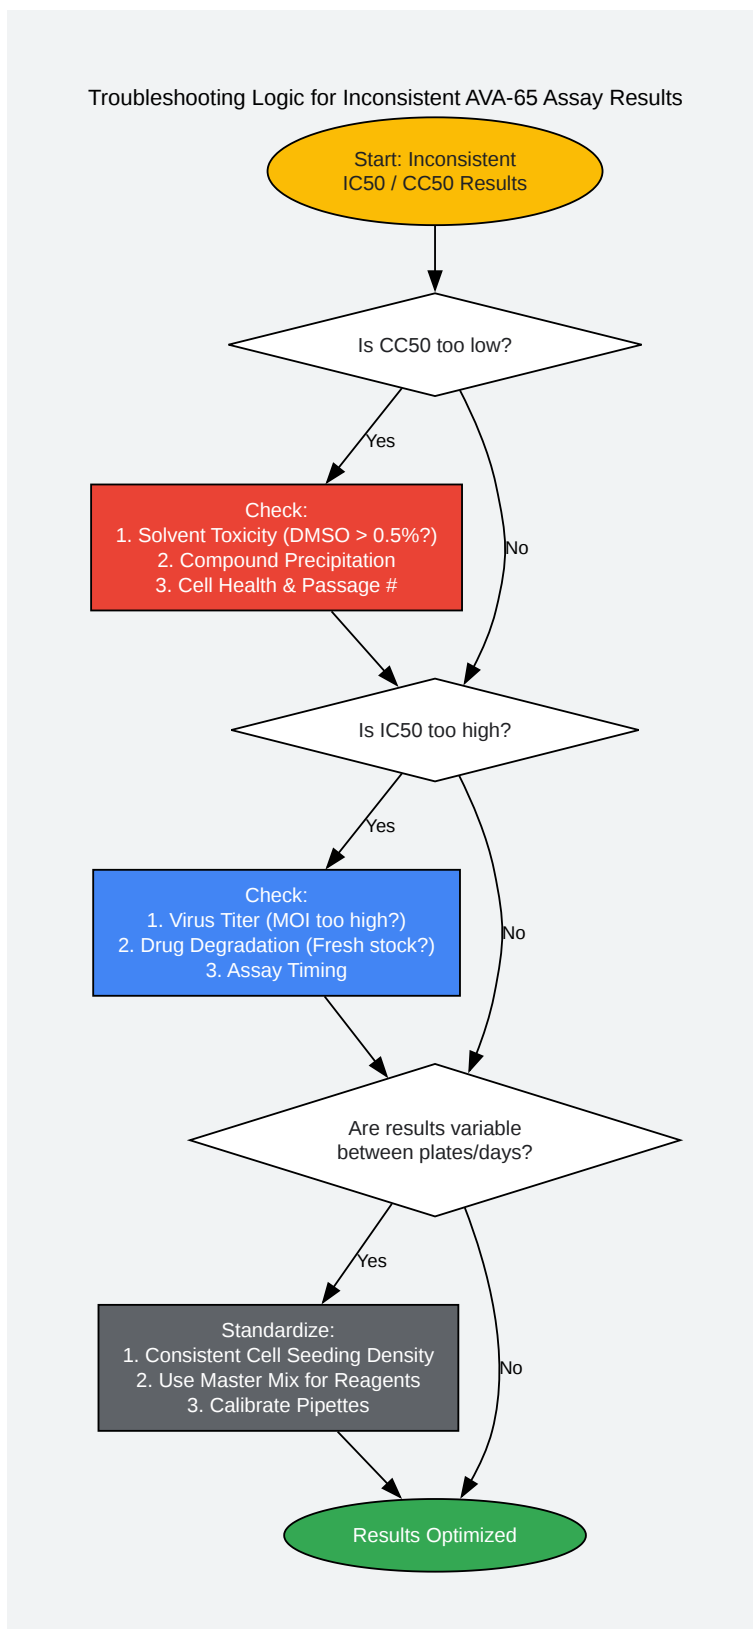 Troubleshooting Logic for Inconsistent AVA-65 Assay Results
Start: Inconsistent
IC50 / CC50 Results
Is CC50 too low?
Yes
Check:
1. Solvent Toxicity (DMSO > 0.5%?)
2. Compound Precipitation
3. Cell Health & Passage #
No
Is IC50 too high?
Yes
Check:
1. Virus Titer (MOI too high?)
2. Drug Degradation (Fresh stock?)
3. Assay Timing
No
Are results variable
between plates/days?
Yes
Standardize:
1. Consistent Cell Seeding Density
2. Use Master Mix for Reagents
3. Calibrate Pipettes
No
Results Optimized